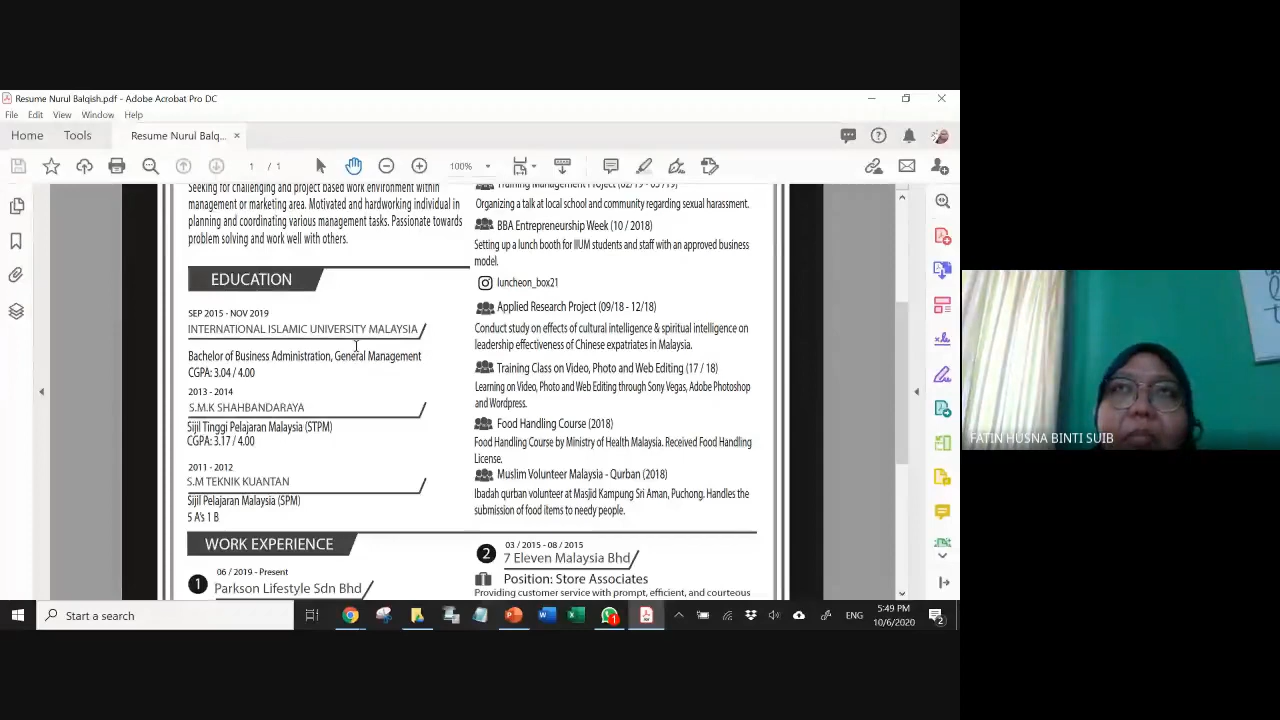 Resume Nurul Balqish.pdf - Adobe Acrobat Pro DC
File Edit View Window Help
Home Tools Resume Nurul Balq... ×
1 / 1 100%
Seeking for challenging and project based work environment within
management or marketing area. Motivated and hardworking individual in
planning and coordinating various management tasks. Passionate towards
problem solving and work well with others.
EDUCATION
SEP 2015 - NOV 2019
INTERNATIONAL ISLAMIC UNIVERSITY MALAYSIA
Bachelor of Business Administration, General Management
CGPA: 3.04 / 4.00
2013 - 2014
S.M.K SHAHBANDARAYA
Sijil Tinggi Pelajaran Malaysia (STPM)
CGPA: 3.17 / 4.00
2011 - 2012
S.M TEKNIK KUANTAN
Sijil Pelajaran Malaysia (SPM)
5 A's 1 B
Training Management Project (02/19 - 05/19)
Organizing a talk at local school and community regarding sexual harassment.
BBA Entrepreneurship Week (10 / 2018)
Setting up a lunch booth for IIUM students and staff with an approved business
model.
luncheon_box21
Applied Research Project (09/18 - 12/18)
Conduct study on effects of cultural intelligence & spiritual intelligence on
leadership effectiveness of Chinese expatriates in Malaysia.
Training Class on Video, Photo and Web Editing (17 / 18)
Learning on Video, Photo and Web Editing through Sony Vegas, Adobe Photoshop
and Wordpress.
Food Handling Course (2018)
Food Handling Course by Ministry of Health Malaysia. Received Food Handling
License.
Muslim Volunteer Malaysia - Qurban (2018)
Ibadah qurban volunteer at Masjid Kampung Sri Aman, Puchong. Handles the
submission of food items to needy people.
WORK EXPERIENCE
1
06 / 2019 - Present
Parkson Lifestyle Sdn Bhd
2
03 / 2015 - 08 / 2015
7 Eleven Malaysia Bhd
Position: Store Associates
Providing customer service with prompt, efficient, and courteous
FATIN HUSNA BINTI SUIB
Start a search
1
ENG
5:49 PM
10/6/2020
2